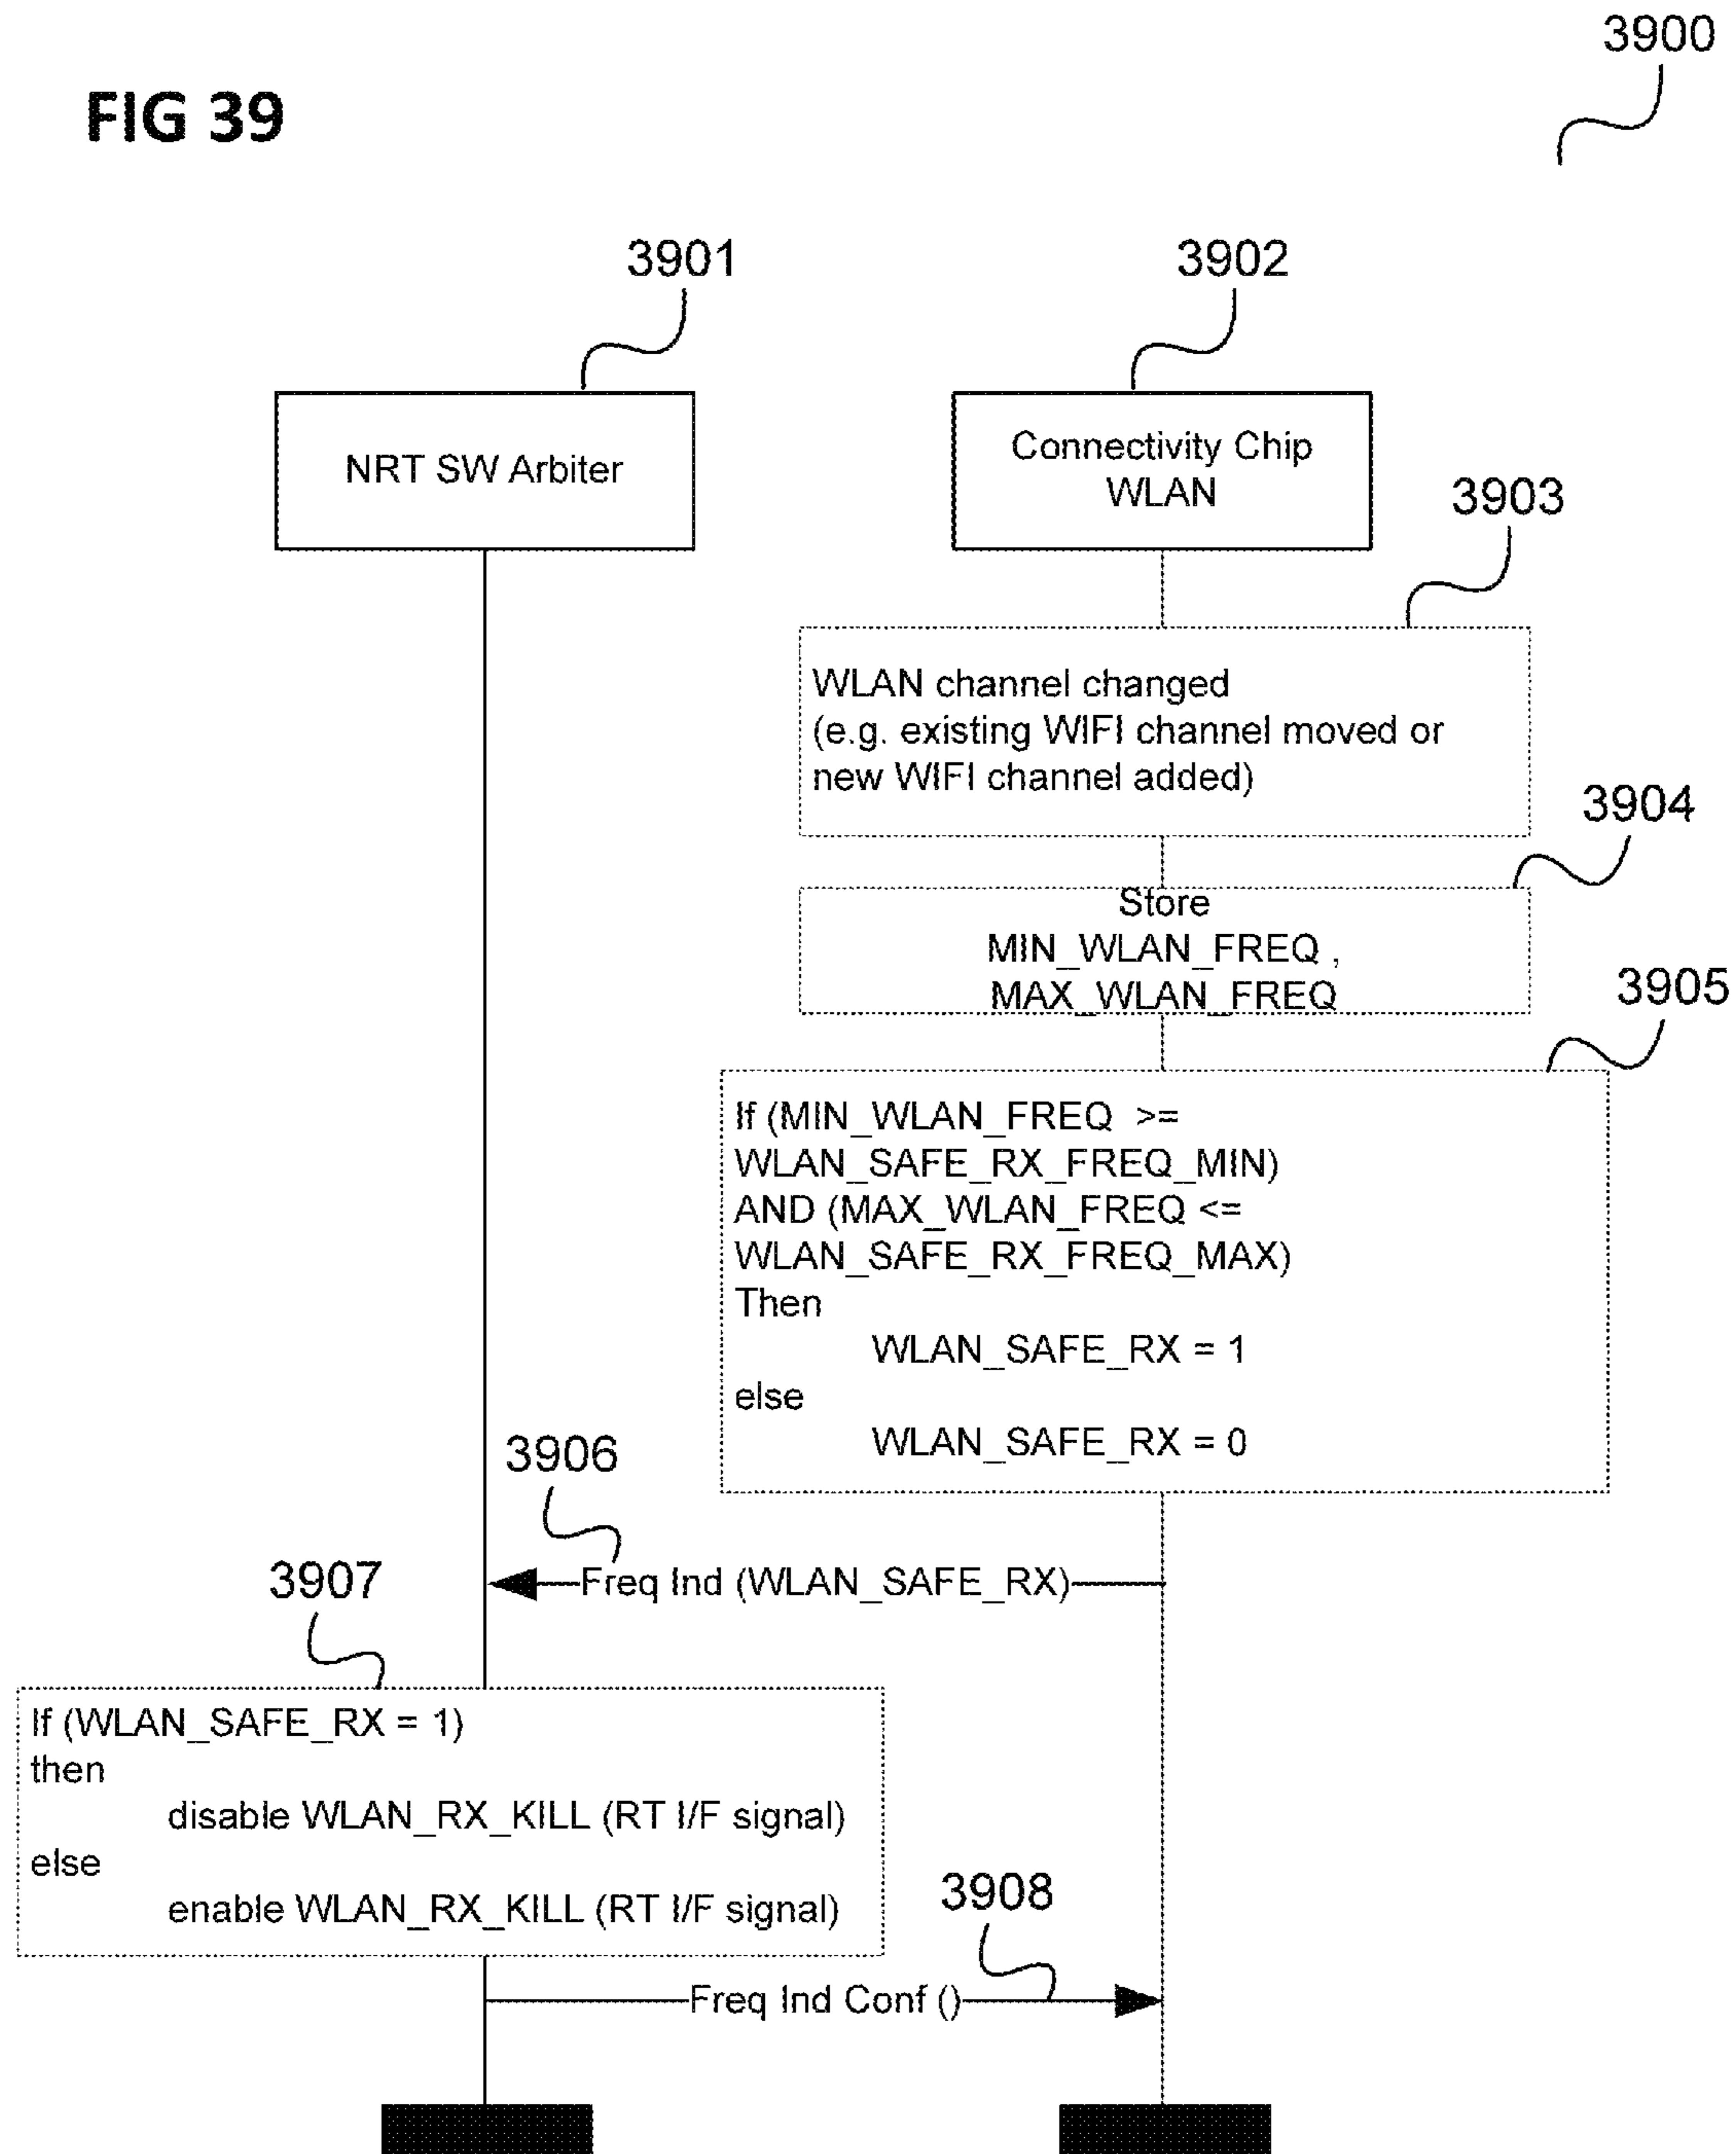 3900
FIG 39
3901
3902
NRT SW Arbiter
Connectivity Chip
WLAN
3903
WLAN channel changed
(e.g. existing WIFI channel moved or
new WIFI channel added)
3904
Store
MIN_WLAN_FREQ ,
MAX_WLAN_FREQ
3905
If (MIN_WLAN_FREQ >=
WLAN_SAFE_RX_FREQ_MIN)
AND (MAX_WLAN_FREQ <=
WLAN_SAFE_RX_FREQ_MAX)
Then
WLAN_SAFE_RX = 1
else
WLAN_SAFE_RX = 0
3906
Freq Ind (WLAN_SAFE_RX)
3907
If (WLAN_SAFE_RX = 1)
then
disable WLAN_RX_KILL (RT I/F signal)
else
enable WLAN_RX_KILL (RT I/F signal)
3908
Freq Ind Conf ()